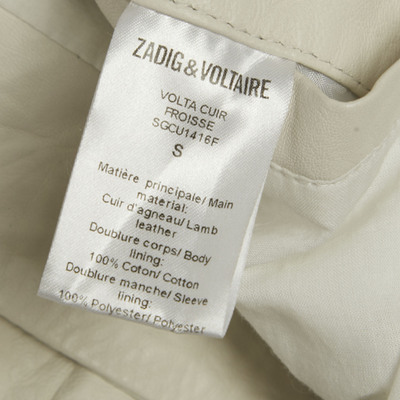 ZADIG & VOLTAIRE
VOLTA CUIR
FROISSE
SGCU1416F
S
Matière principale/ Main
material:
Cuir d'agneau/ Lamb
leather
Doublure corps/ Body
lining:
100% Coton/ Cotton
Doublure manche/ Sleeve
lining:
100% Polyester/ Polyester